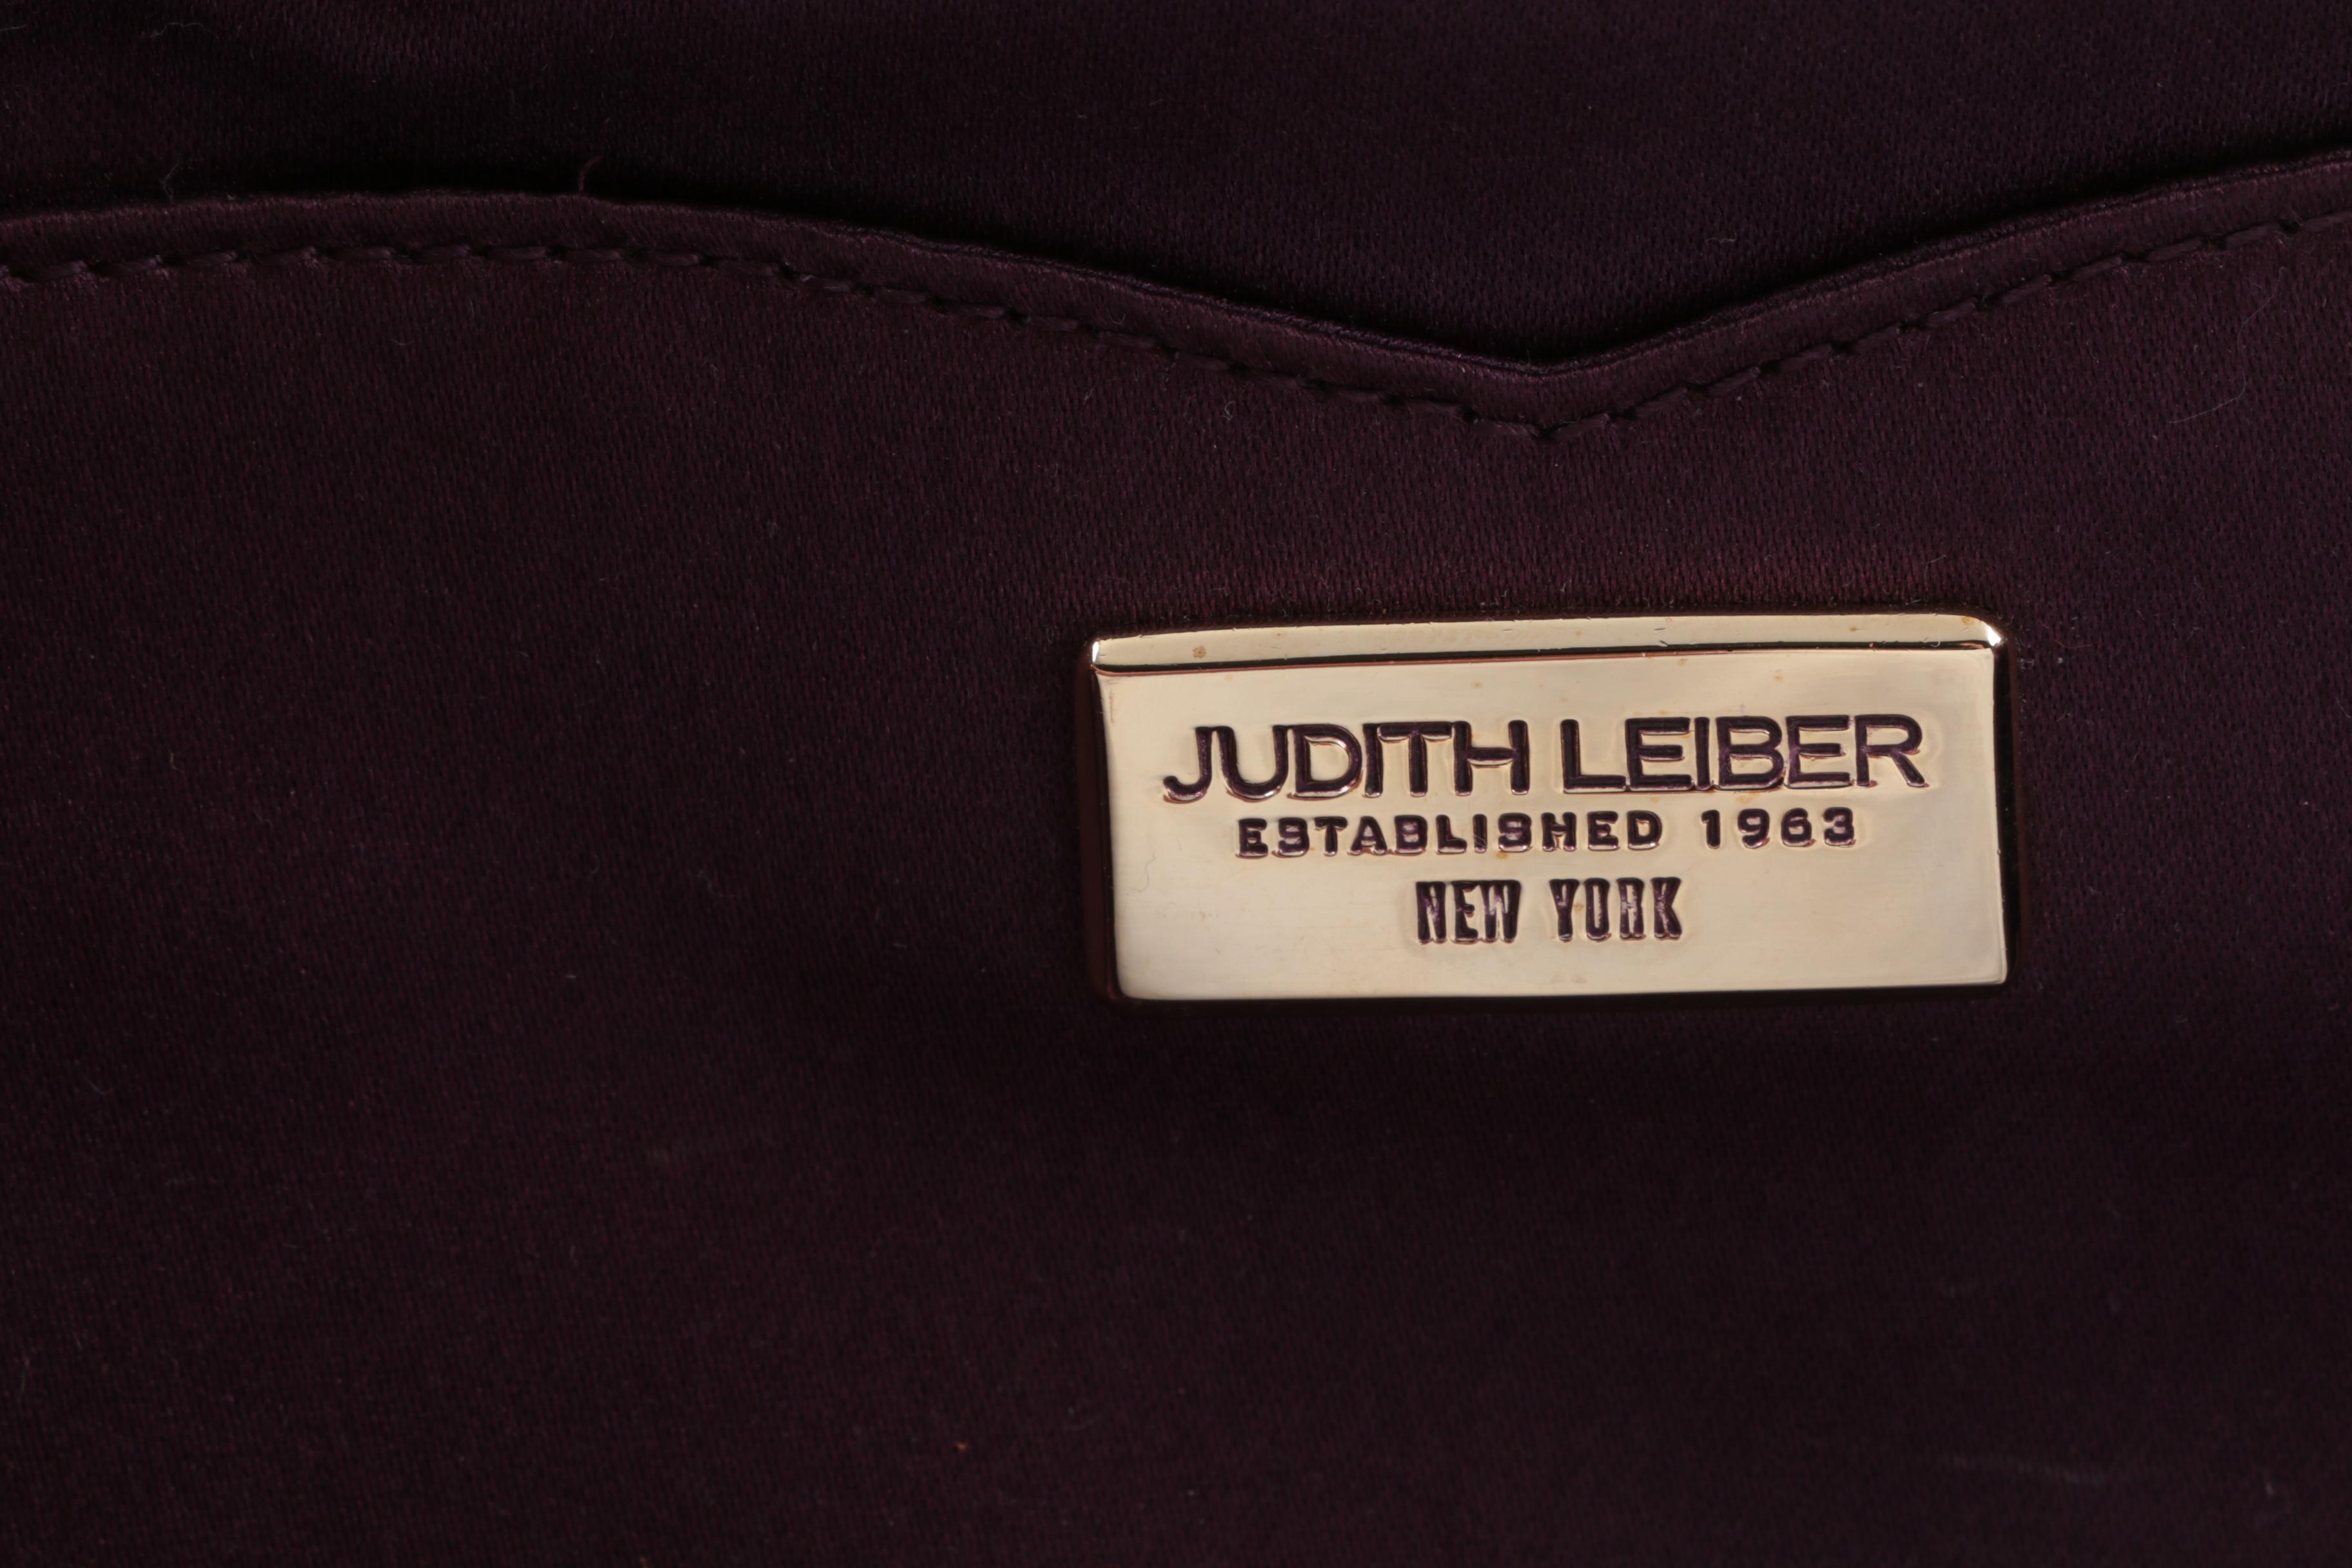 JUDITH LEIBER
ESTABLISHED 1963
NEW YORK